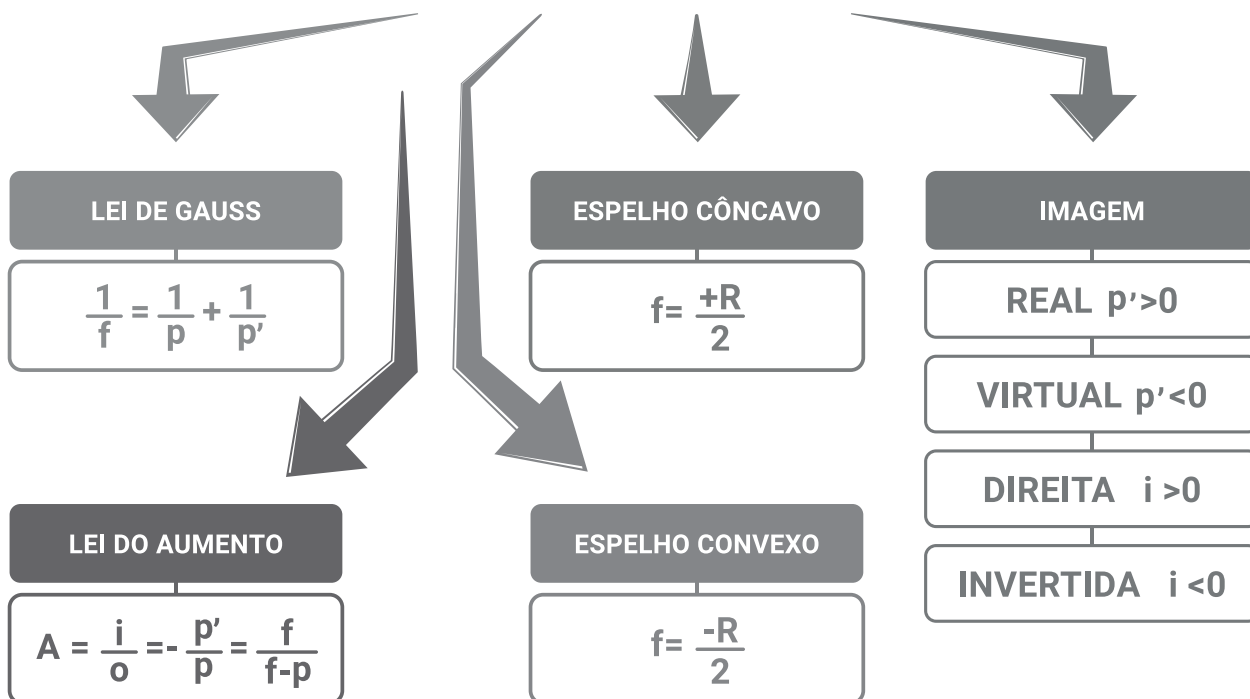 LEI DE GAUSS
1/f = 1/p + 1/p'
LEI DO AUMENTO
A = i/o =- p'/p = f/f-p
ESPELHO CÔNCAVO
f= +R/2
ESPELHO CONVEXO
f= -R/2
IMAGEM
REAL p'>0
VIRTUAL p'<0
DIREITA i >0
INVERTIDA i <0